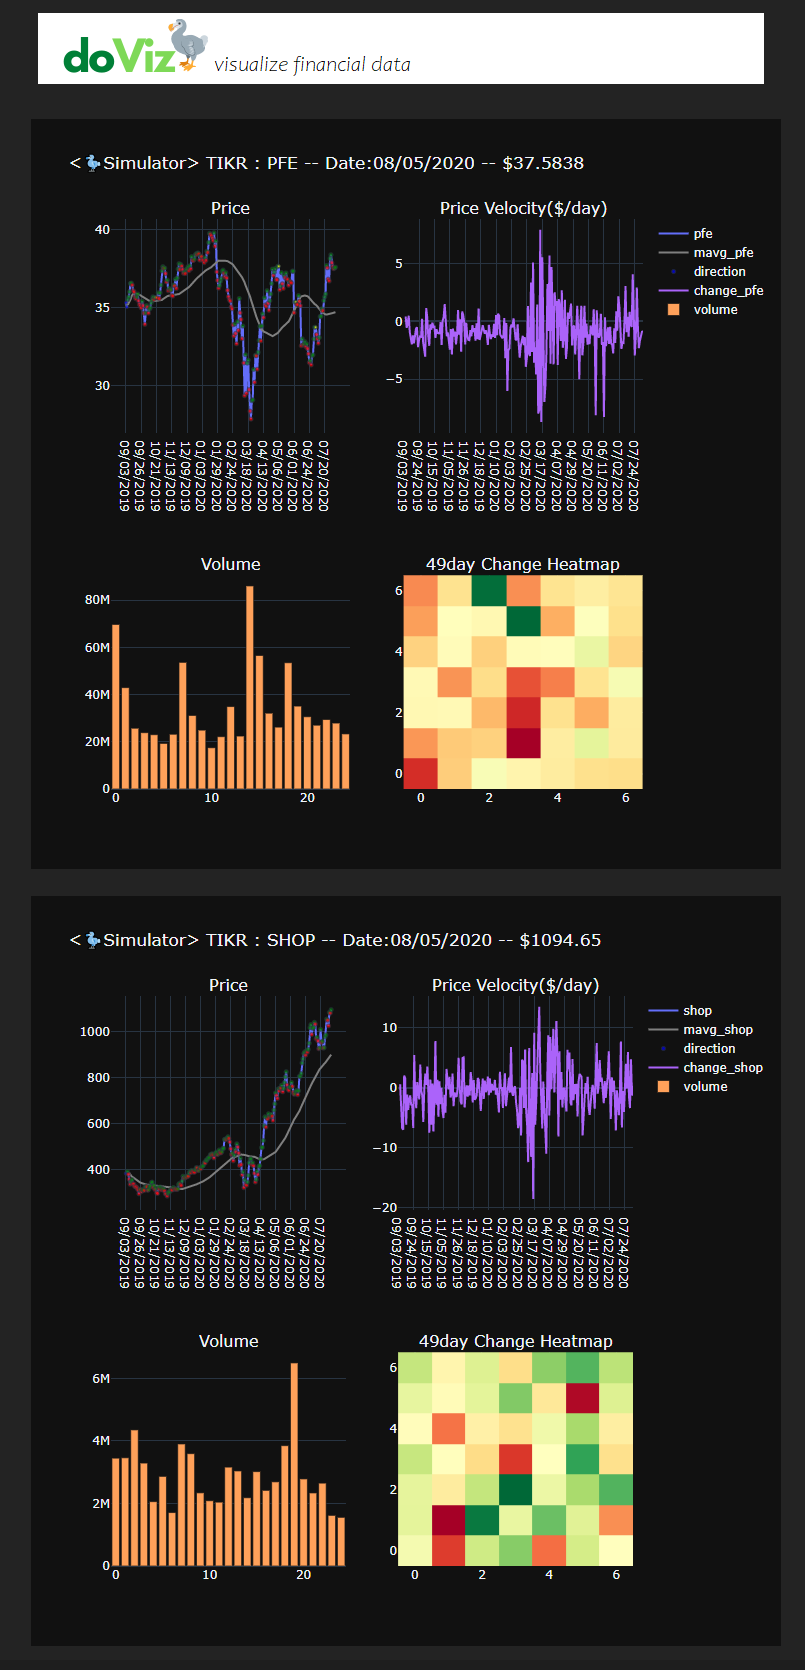 doViz visualize financial data
<🦤Simulator> TIKR : PFE -- Date:08/05/2020 -- $37.5838
Price
40
35
30
09/03/2019
09/26/2019
10/21/2019
11/13/2019
12/09/2019
01/03/2020
01/29/2020
02/24/2020
03/18/2020
04/13/2020
05/06/2020
06/01/2020
06/24/2020
07/20/2020
Price Velocity($/day)
5
0
−5
09/03/2019
09/24/2019
10/15/2019
11/05/2019
11/26/2019
12/18/2019
01/10/2020
02/03/2020
02/25/2020
03/17/2020
04/07/2020
04/29/2020
05/20/2020
06/11/2020
07/02/2020
07/24/2020
pfe
mavg_pfe
direction
change_pfe
volume
Volume
80M
60M
40M
20M
0
0 10 20
49day Change Heatmap
6
4
2
0
0 2 4 6
<🦤Simulator> TIKR : SHOP -- Date:08/05/2020 -- $1094.65
Price
1000
800
600
400
09/03/2019
09/26/2019
10/21/2019
11/13/2019
12/09/2019
01/03/2020
01/29/2020
02/24/2020
03/18/2020
04/13/2020
05/06/2020
06/01/2020
06/24/2020
07/20/2020
Price Velocity($/day)
10
0
−10
−20
09/03/2019
09/24/2019
10/15/2019
11/05/2019
11/26/2019
12/18/2019
01/10/2020
02/03/2020
02/25/2020
03/17/2020
04/07/2020
04/29/2020
05/20/2020
06/11/2020
07/02/2020
07/24/2020
shop
mavg_shop
direction
change_shop
volume
Volume
6M
4M
2M
0
0 10 20
49day Change Heatmap
6
4
2
0
0 2 4 6